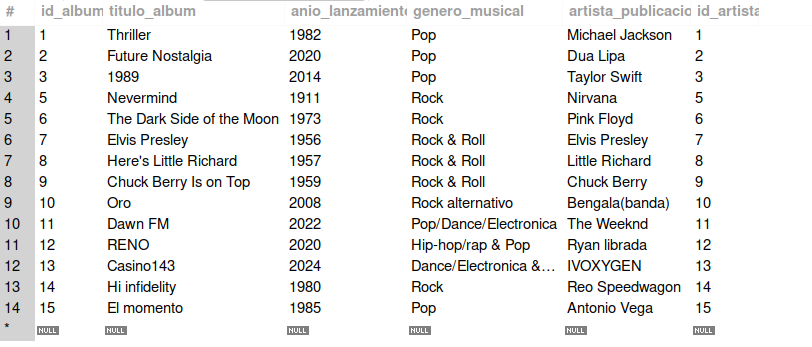 # id_album titulo_album anio_lanzamiento genero_musical artista_publicacio id_artista
1 1 Thriller 1982 Pop Michael Jackson 1
2 2 Future Nostalgia 2020 Pop Dua Lipa 2
3 3 1989 2014 Pop Taylor Swift 3
4 5 Nevermind 1911 Rock Nirvana 5
5 6 The Dark Side of the Moon 1973 Rock Pink Floyd 6
6 7 Elvis Presley 1956 Rock & Roll Elvis Presley 7
7 8 Here's Little Richard 1957 Rock & Roll Little Richard 8
8 9 Chuck Berry Is on Top 1959 Rock & Roll Chuck Berry 9
9 10 Oro 2008 Rock alternativo Bengala(banda) 10
10 11 Dawn FM 2022 Pop/Dance/Electronica The Weeknd 11
11 12 RENO 2020 Hip-hop/rap & Pop Ryan librada 12
12 13 Casino143 2024 Dance/Electronica &... IVOXYGEN 13
13 14 Hi infidelity 1980 Rock Reo Speedwagon 14
14 15 El momento 1985 Pop Antonio Vega 15
* NULL NULL NULL NULL NULL NULL